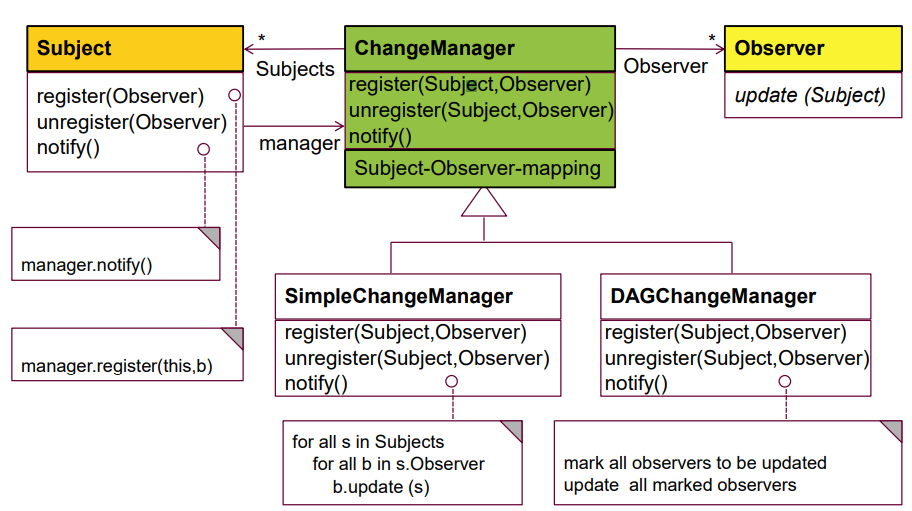 Subject
register(Observer)
unregister(Observer)
notify()
*
Subjects
manager
ChangeManager
register(Subject,Observer)
unregister(Subject,Observer)
notify()
Subject-Observer-mapping
*
Observer
Observer
update (Subject)
manager.notify()
manager.register(this,b)
SimpleChangeManager
register(Subject,Observer)
unregister(Subject,Observer)
notify()
for all s in Subjects
for all b in s.Observer
b.update (s)
DAGChangeManager
register(Subject,Observer)
unregister(Subject,Observer)
notify()
mark all observers to be updated
update all marked observers